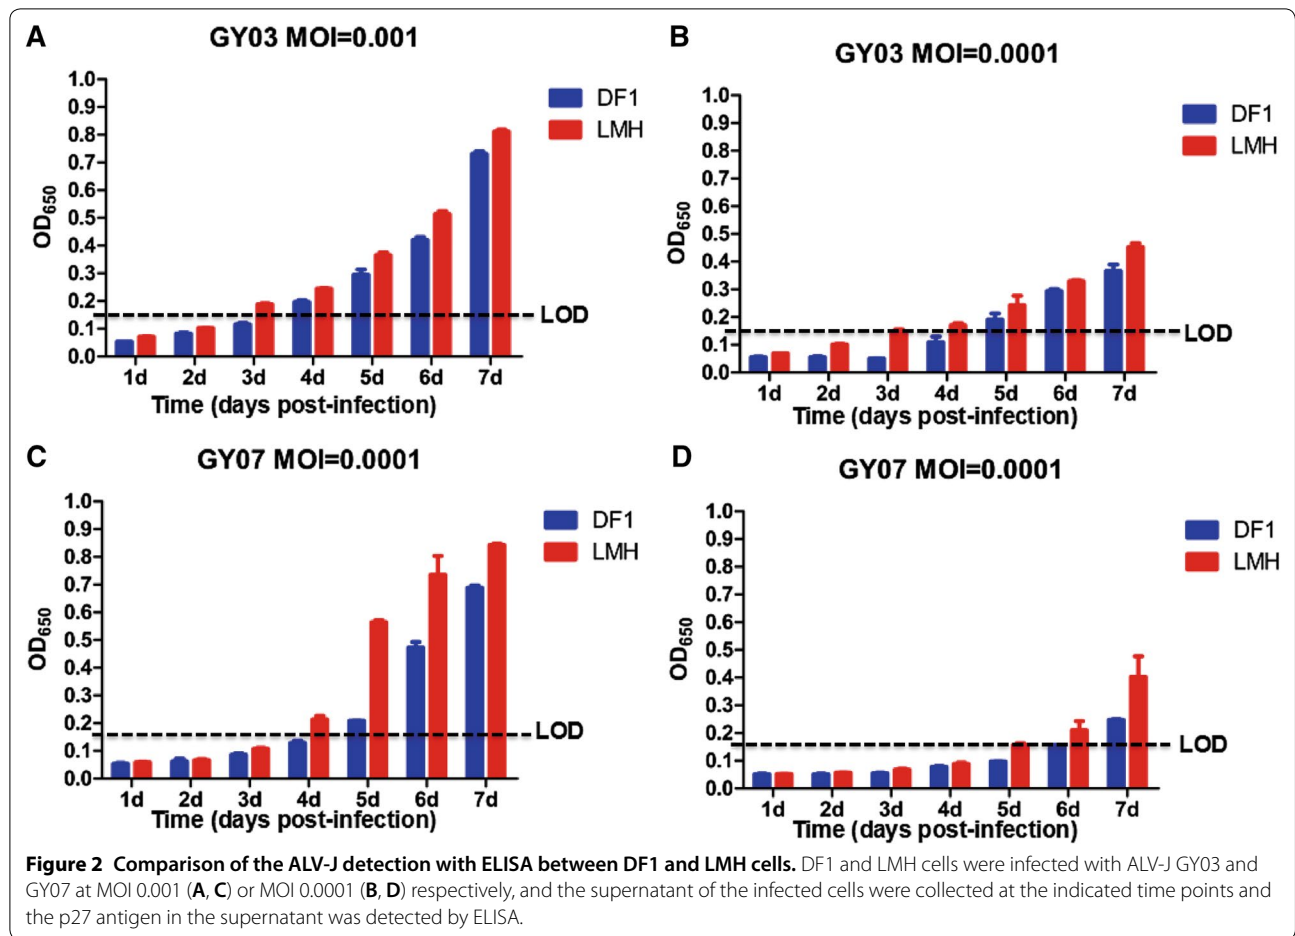 A
GY03 MOI=0.001
1.0
0.9
0.8
0.7
0.6
0.5
0.4
0.3
0.2
0.1
0.0
OD650
DF1
LMH
LOD
1d 2d 3d 4d 5d 6d 7d
Time (days post-infection)
B
GY03 MOI=0.0001
1.0
0.9
0.8
0.7
0.6
0.5
0.4
0.3
0.2
0.1
0.0
OD650
DF1
LMH
LOD
1d 2d 3d 4d 5d 6d 7d
Time (days post-infection)
C
GY07 MOI=0.0001
1.0
0.9
0.8
0.7
0.6
0.5
0.4
0.3
0.2
0.1
0.0
OD650
DF1
LMH
LOD
1d 2d 3d 4d 5d 6d 7d
Time (days post-infection)
D
GY07 MOI=0.0001
1.0
0.9
0.8
0.7
0.6
0.5
0.4
0.3
0.2
0.1
0.0
OD650
DF1
LMH
LOD
1d 2d 3d 4d 5d 6d 7d
Time (days post-infection)
Figure 2 Comparison of the ALV-J detection with ELISA between DF1 and LMH cells. DF1 and LMH cells were infected with ALV-J GY03 and
GY07 at MOI 0.001 (A, C) or MOI 0.0001 (B, D) respectively, and the supernatant of the infected cells were collected at the indicated time points and
the p27 antigen in the supernatant was detected by ELISA.